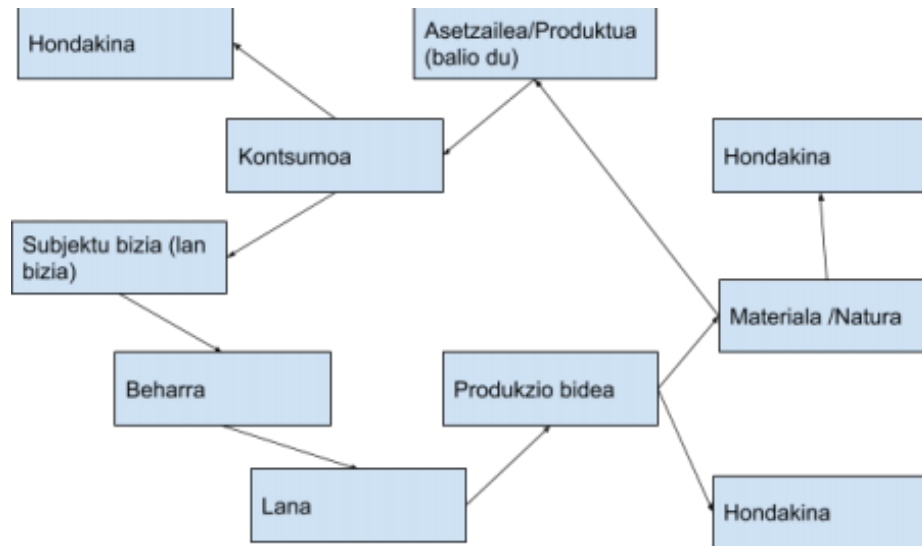 Hondakina
Asetzailea/Produktua
(balio du)
Kontsumoa
Hondakina
Subjektu bizia (lan
bizia)
Materiala /Natura
Beharra
Produkzio bidea
Lana
Hondakina